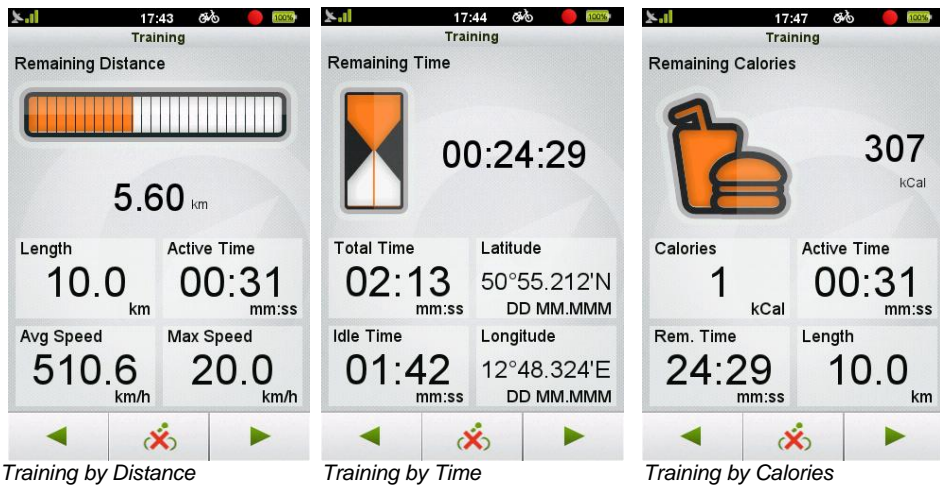 17:43 100%
Training
Remaining Distance
5.60 km
Length Active Time
10.0 00:31
km mm:ss
Avg Speed Max Speed
510.6 20.0
km/h km/h
Training by Distance
17:44 100%
Training
Remaining Time
00:24:29
Total Time Latitude
02:13 50°55.212'N
mm:ss DD MM.MMM
Idle Time Longitude
01:42 12°48.324'E
mm:ss DD MM.MMM
Training by Time
17:47 100%
Training
Remaining Calories
307
kCal
Calories Active Time
1 00:31
kCal mm:ss
Rem. Time Length
24:29 10.0
mm:ss km
Training by Calories